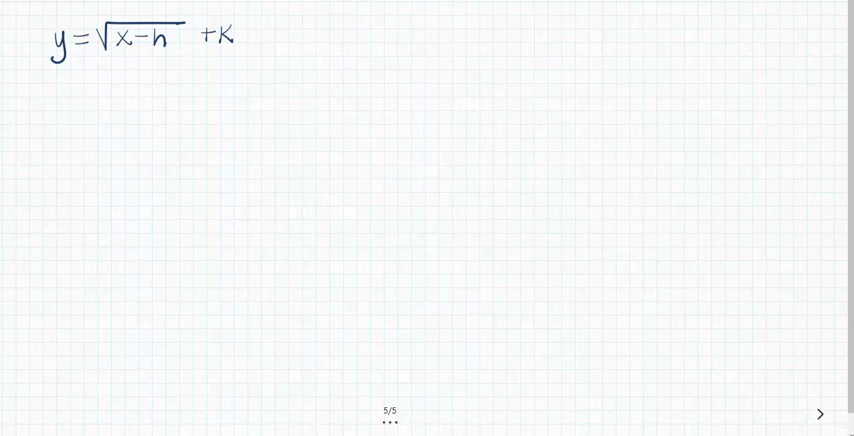 y = √(x-h) + k
5/5